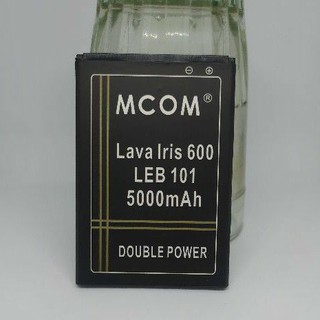 MCOM®
Lava Iris 600
LEB 101
5000mAh
DOUBLE POWER